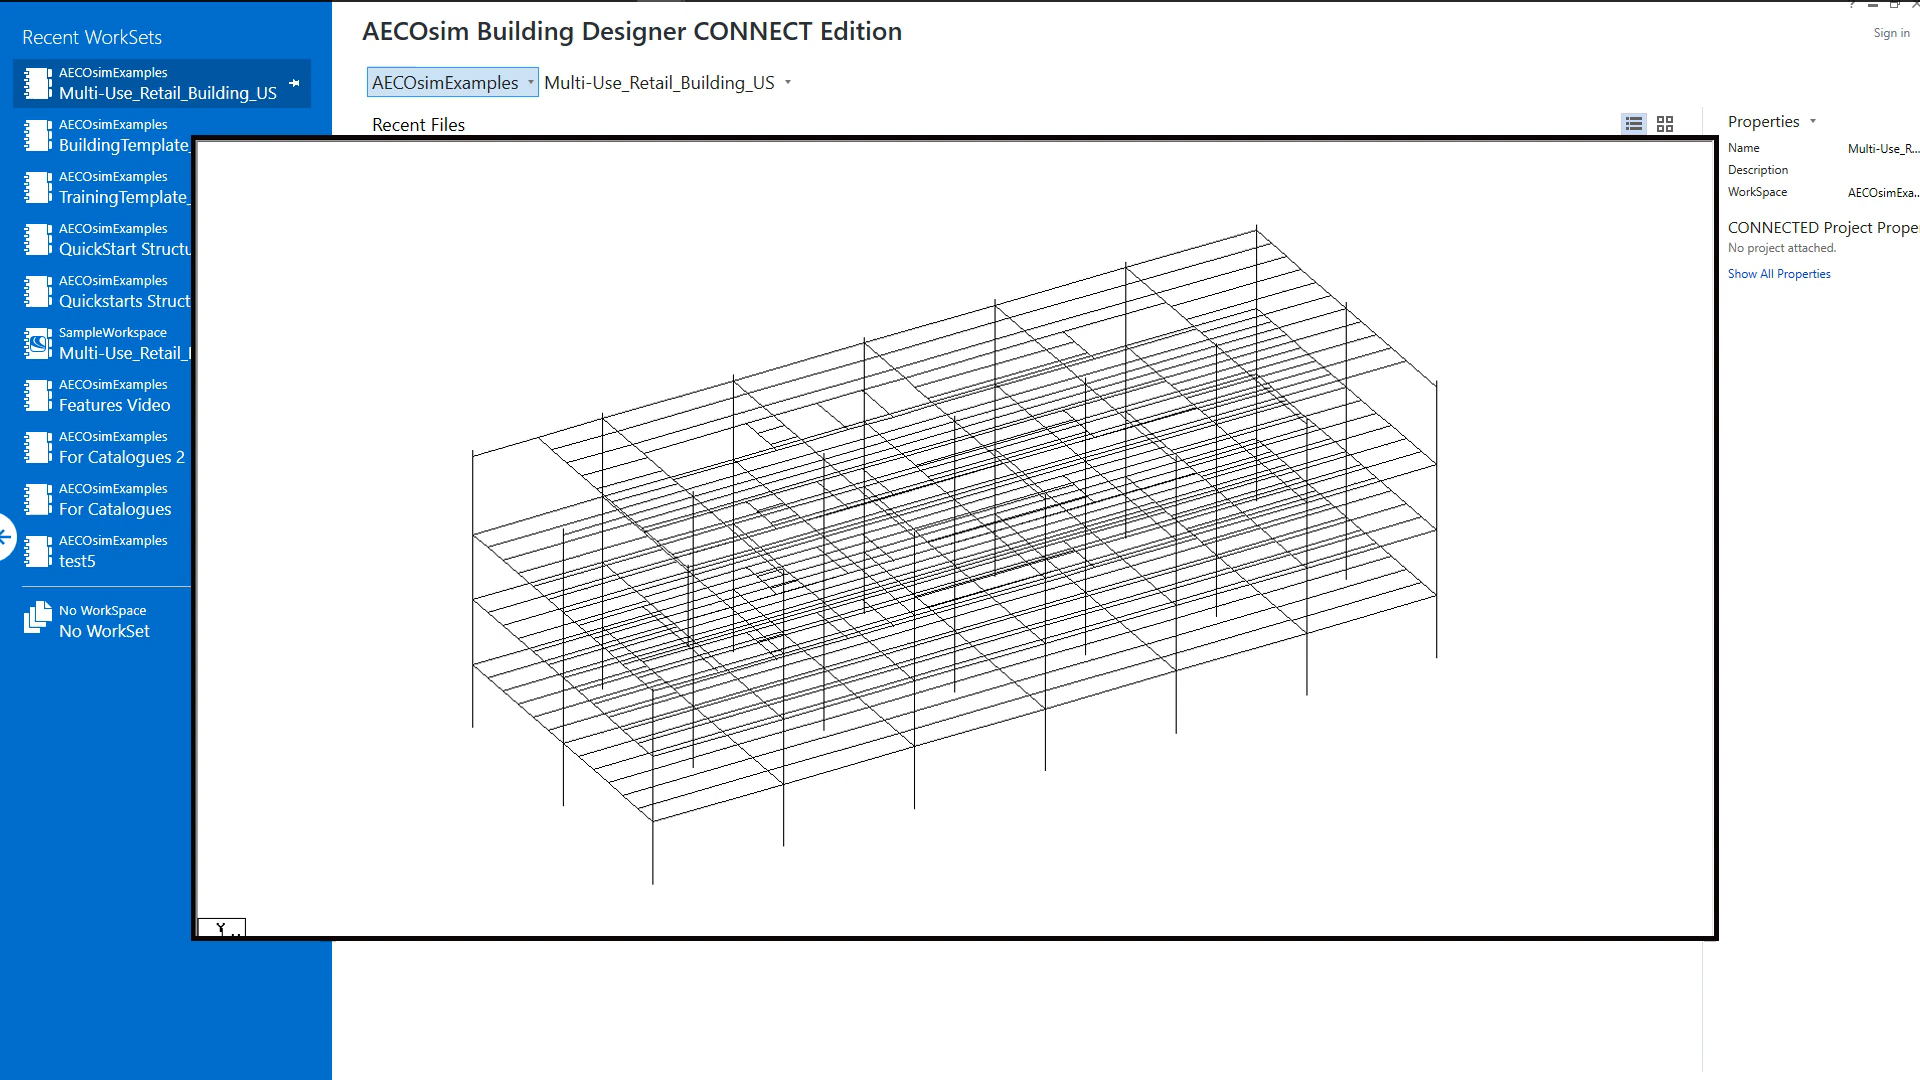 Recent WorkSets
AECOsimExamples
Multi-Use_Retail_Building_US
AECOsimExamples
BuildingTemplate_
AECOsimExamples
TrainingTemplate_
AECOsimExamples
QuickStart Structu
AECOsimExamples
Quickstarts Struct
SampleWorkspace
Multi-Use_Retail_
AECOsimExamples
Features Video
AECOsimExamples
For Catalogues 2
AECOsimExamples
For Catalogues
AECOsimExamples
test5
No WorkSpace
No WorkSet
AECOsim Building Designer CONNECT Edition
AECOsimExamples Multi-Use_Retail_Building_US
Recent Files
Y
?
Sign in
Properties
Name Multi-Use_R...
Description
WorkSpace AECOsimExa...
CONNECTED Project Proper
No project attached.
Show All Properties